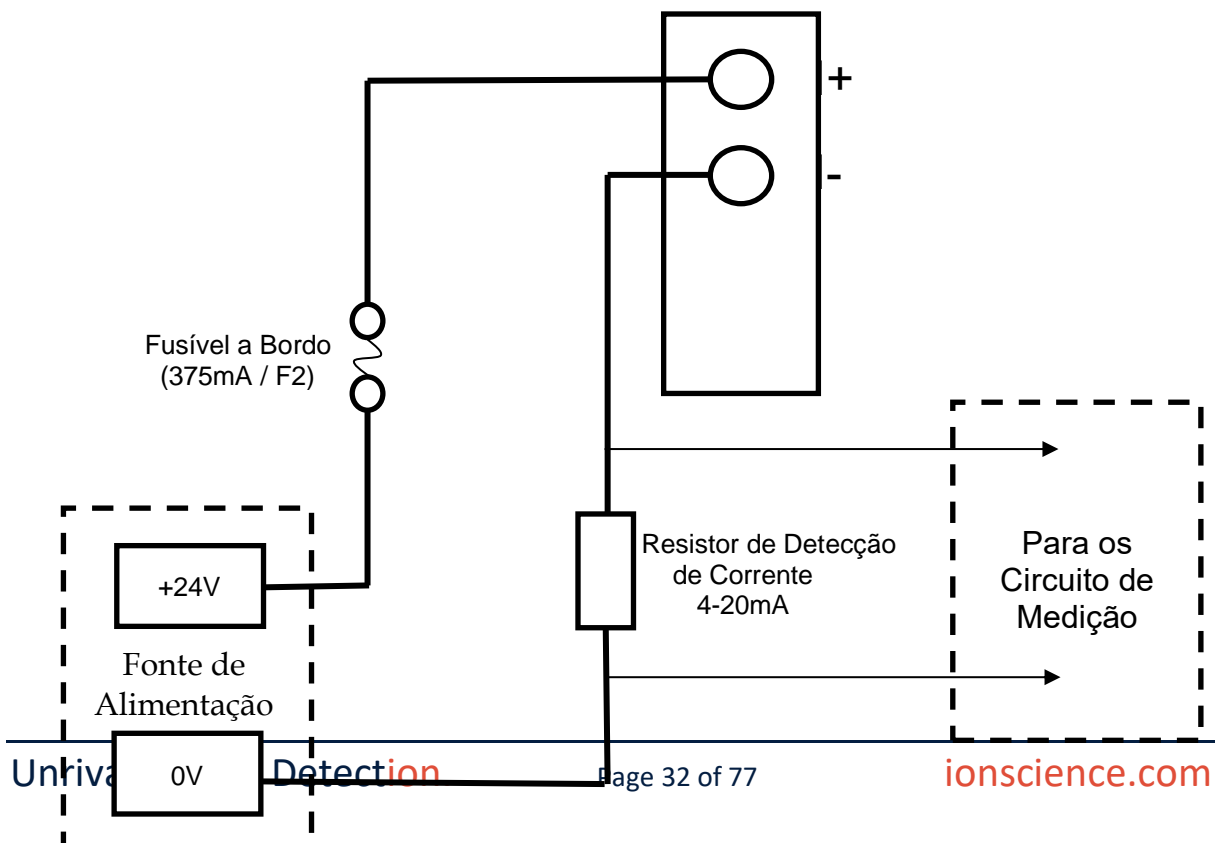 +
-
Fusível a Bordo
(375mA / F2)
+24V
Fonte de
Alimentação
0V
Resistor de Detecção
de Corrente
4-20mA
Para os
Circuito de
Medição
Detection
Page 32 of 77
ionscience.com